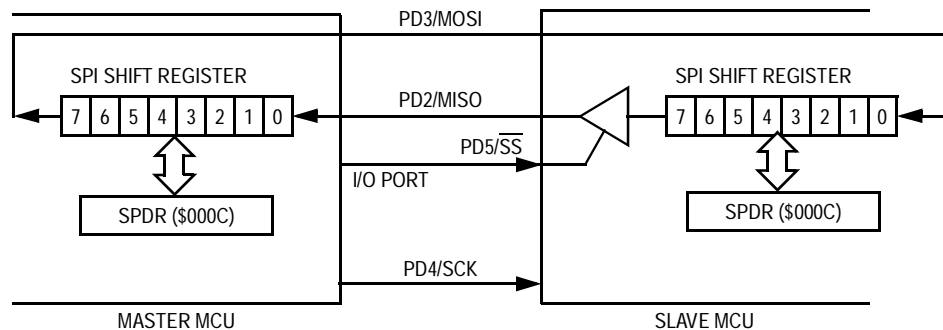 PD3/MOSI
SPI SHIFT REGISTER
SPI SHIFT REGISTER
7 6 5 4 3 2 1 0
PD2/MISO
7 6 5 4 3 2 1 0
PD5/S̅S̅
I/O PORT
SPDR ($000C)
SPDR ($000C)
PD4/SCK
MASTER MCU
SLAVE MCU